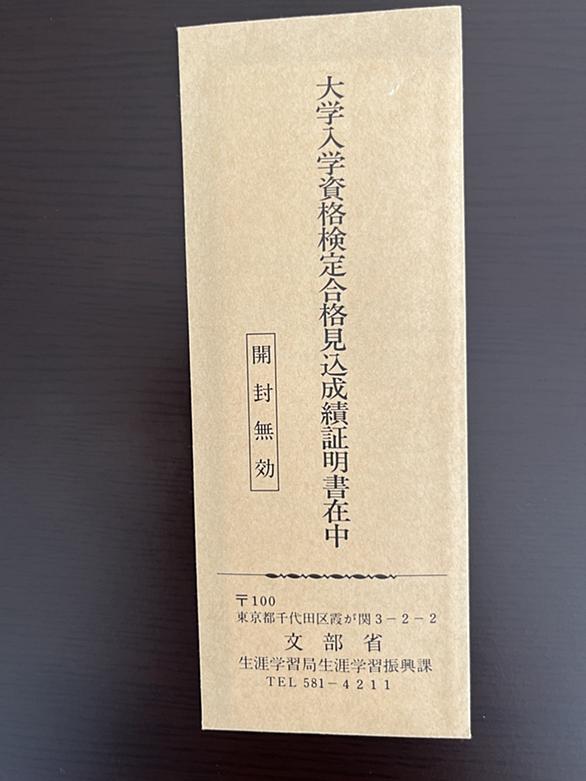 大学入学資格検定合格見込成績証明書在中
開封無効
〒100
東京都千代田区霞が関3-2-2
文部省
生涯学習局生涯学習振興課
TEL 581-4211